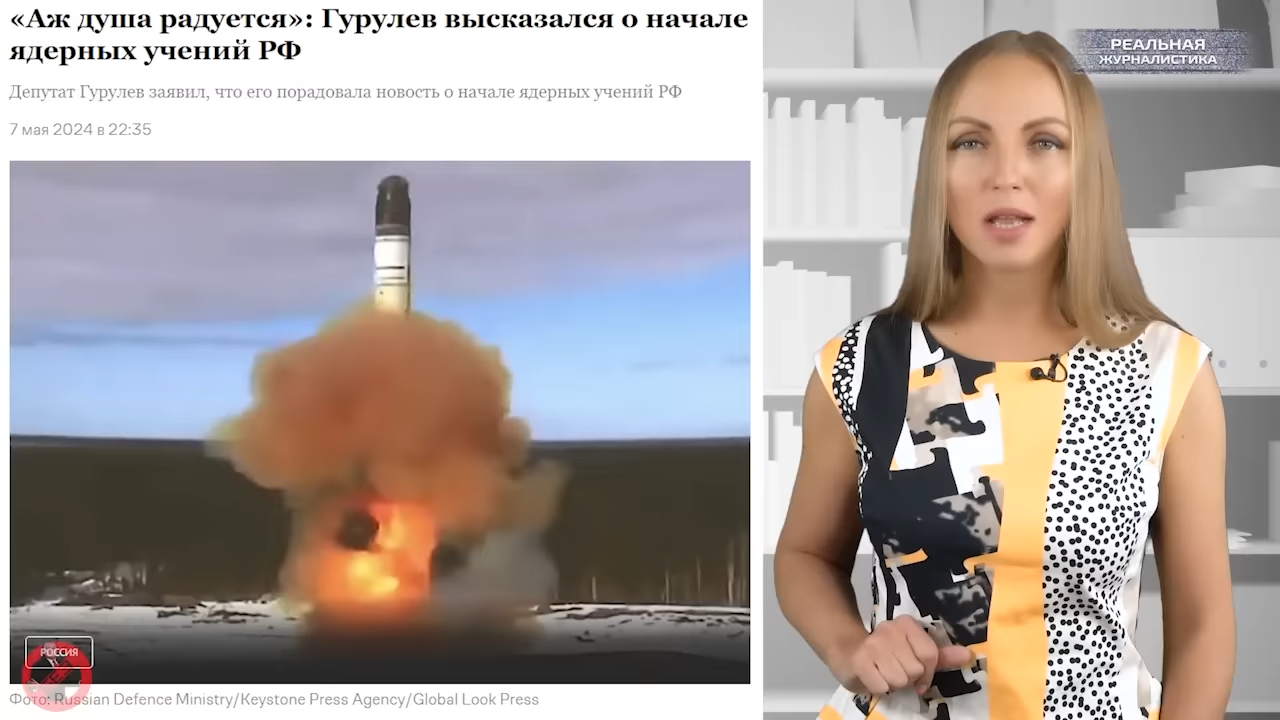 «Аж душа радуется»: Гурулев высказался о начале
ядерных учений РФ
Депутат Гурулев заявил, что его порадовала новость о начале ядерных учений РФ
7 мая 2024 в 22:35
РЕАЛЬНАЯ
ЖУРНАЛИСТИКА
РОССИЯ
Фото: Russian Defence Ministry/Keystone Press Agency/Global Look Press